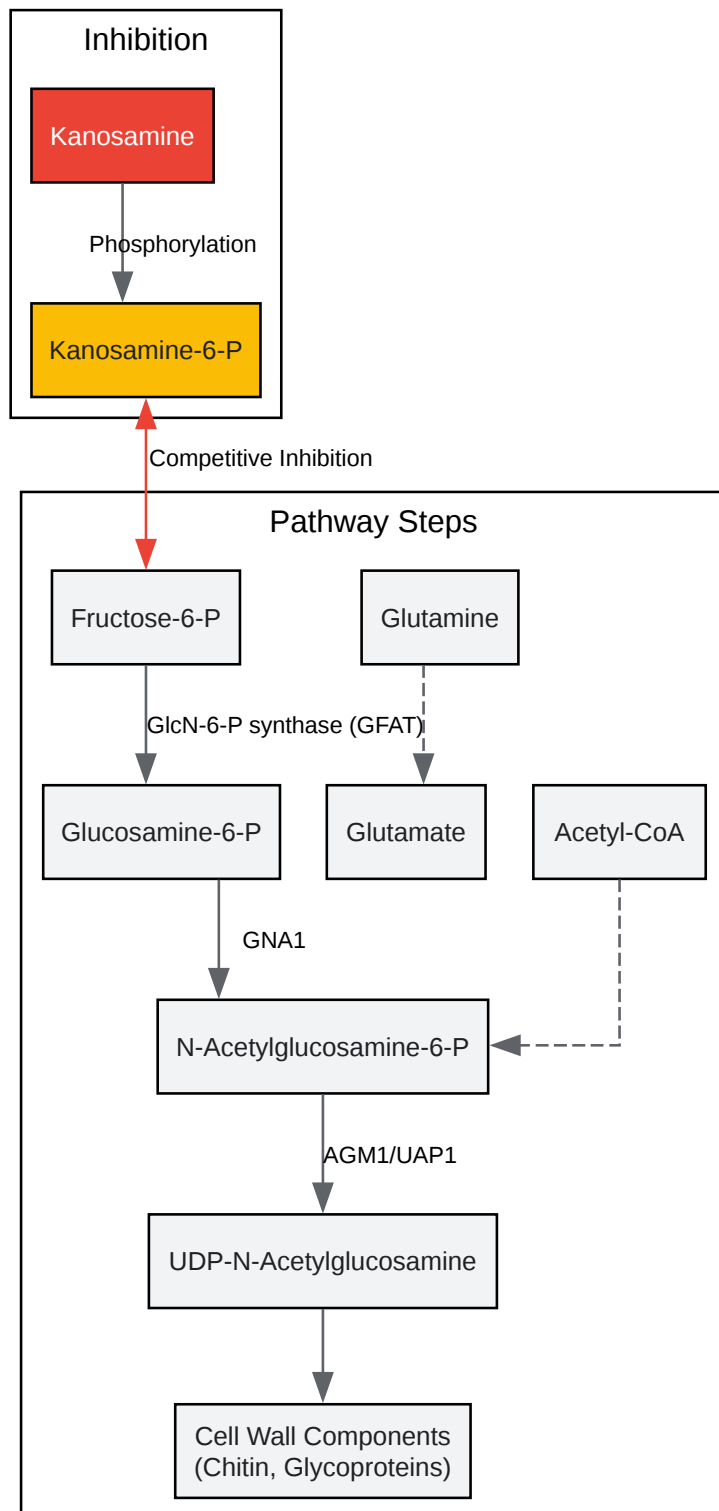 Inhibition
Kanosamine
Phosphorylation
Kanosamine-6-P
Competitive Inhibition
Pathway Steps
Fructose-6-P
Glutamine
GlcN-6-P synthase (GFAT)
Glucosamine-6-P
Glutamate
Acetyl-CoA
GNA1
N-Acetylglucosamine-6-P
AGM1/UAP1
UDP-N-Acetylglucosamine
Cell Wall Components
(Chitin, Glycoproteins)